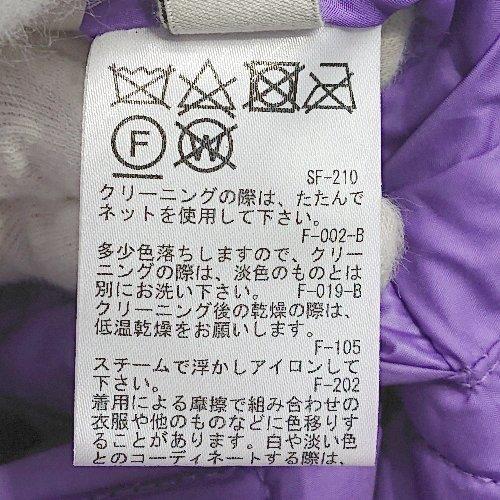 F W
SF-210
クリーニングの際は、たたんで
ネットを使用して下さい。
F-002-B
多少色落ちしますので、クリー
ニングの際は、淡色のものとは
別にお洗い下さい。 F-019-B
クリーニング後の乾燥の際は、
低温乾燥をお願いします。
F-105
スチームで浮かしアイロンして
下さい。 F-202
着用による摩擦で組み合わせの
衣服や他のものなどに色移りす
ることがあります。白や淡い色
とのコーディネートする際は、